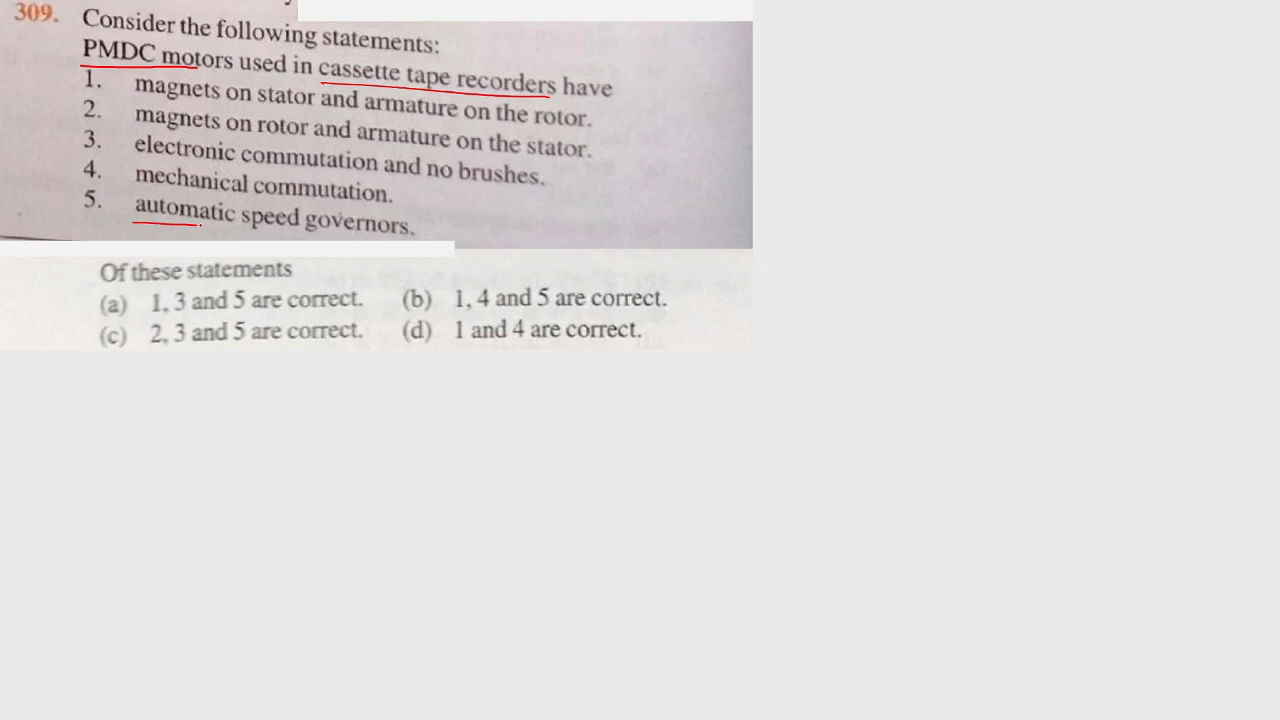 309. Consider the following statements:
PMDC motors used in cassette tape recorders have
1. magnets on stator and armature on the rotor.
2. magnets on rotor and armature on the stator.
3. electronic commutation and no brushes.
4. mechanical commutation.
5. automatic speed governors.
Of these statements
(a) 1, 3 and 5 are correct. (b) 1, 4 and 5 are correct.
(c) 2, 3 and 5 are correct. (d) 1 and 4 are correct.